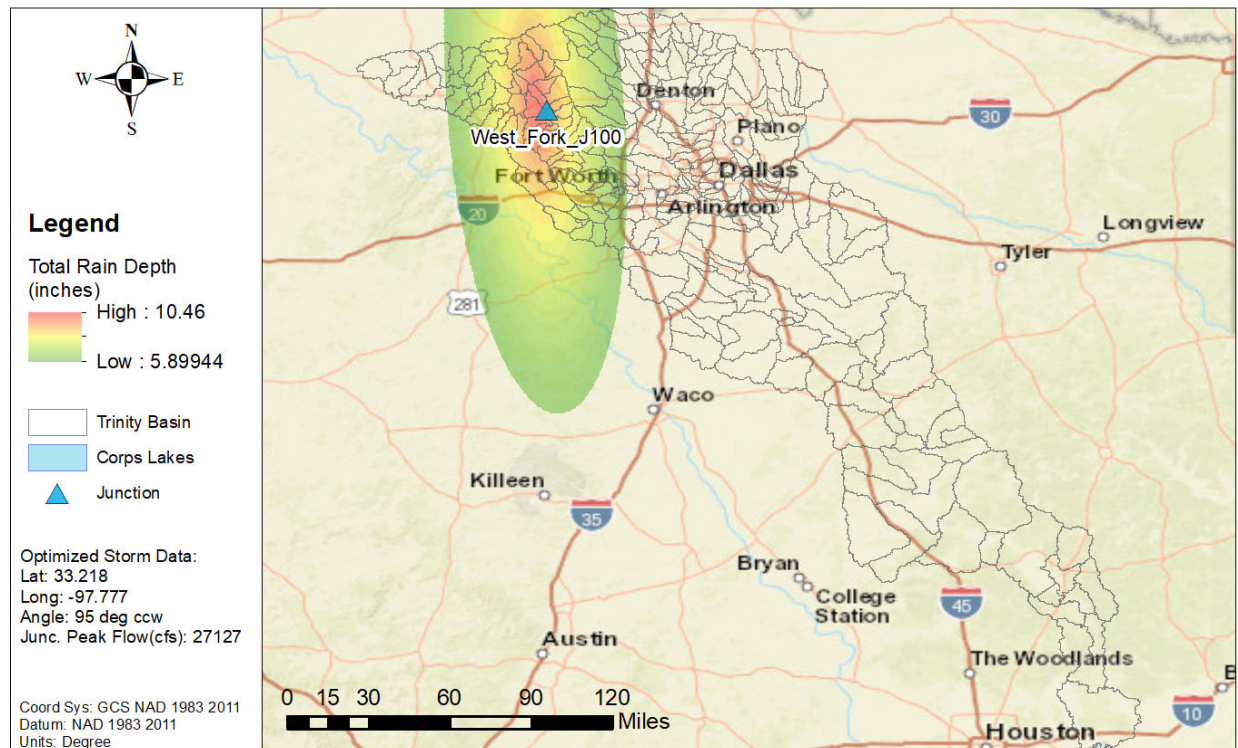 N
W
E
S
Legend
Total Rain Depth
(inches)
High : 10.46
Low : 5.89944
Trinity Basin
Corps Lakes
Junction
Optimized Storm Data:
Lat: 33.218
Long: -97.777
Angle: 95 deg ccw
Junc. Peak Flow(cfs): 27127
Coord Sys: GCS NAD 1983 2011
Datum: NAD 1983 2011
Units: Degree
Denton
30
Plano
West_Fork_J100
Fort Worth
Dallas
20
Arlington
Longview
Tyler
281
Waco
Killeen
35
Bryan
College
Station
45
Austin
The Woodlands
B
10
Houston
0 15 30 60 90 120
Miles